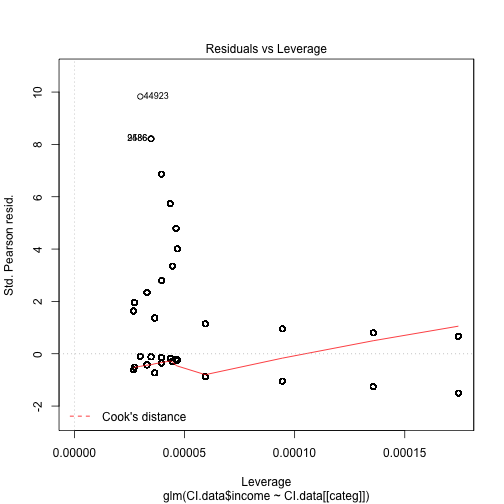 Residuals vs Leverage
Std. Pearson resid.
10
8
6
4
2
0
-2
44923
Cook's distance
0.00000
0.00005
0.00010
0.00015
Leverage
glm(CI.data$income ~ CI.data[[categ]])